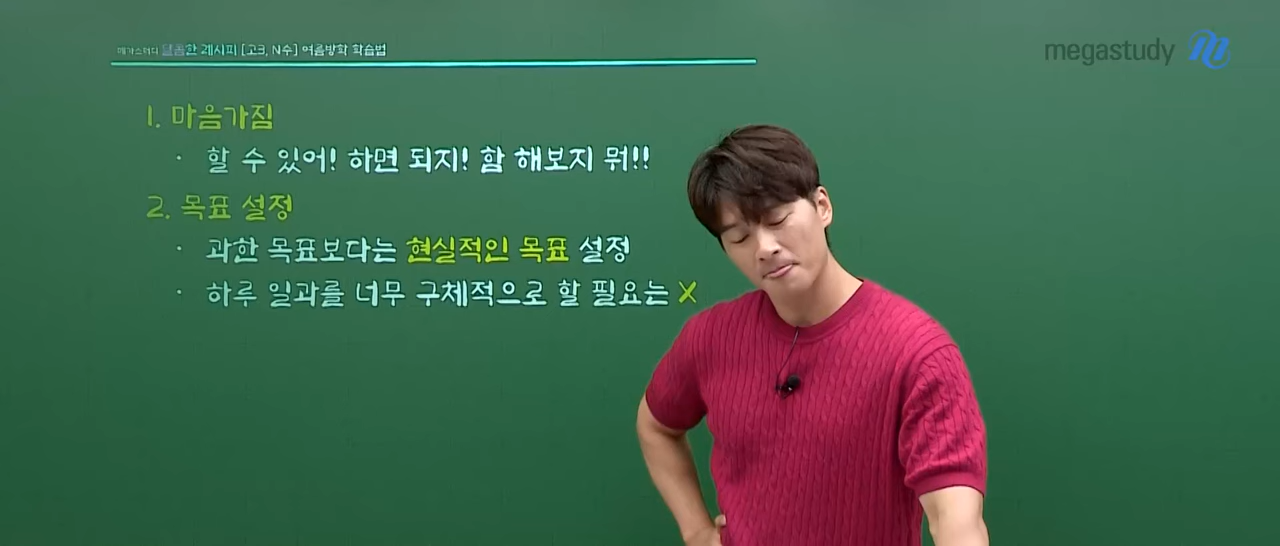 메가스터디 달콤한 레시피 [고3, N수] 여름방학 학습법
megastudy
1. 마음가짐
· 할 수 있어! 하면 되지! 함 해보지 뭐!!
2. 목표 설정
· 과한 목표보다는 현실적인 목표 설정
· 하루 일과를 너무 구체적으로 할 필요는 X